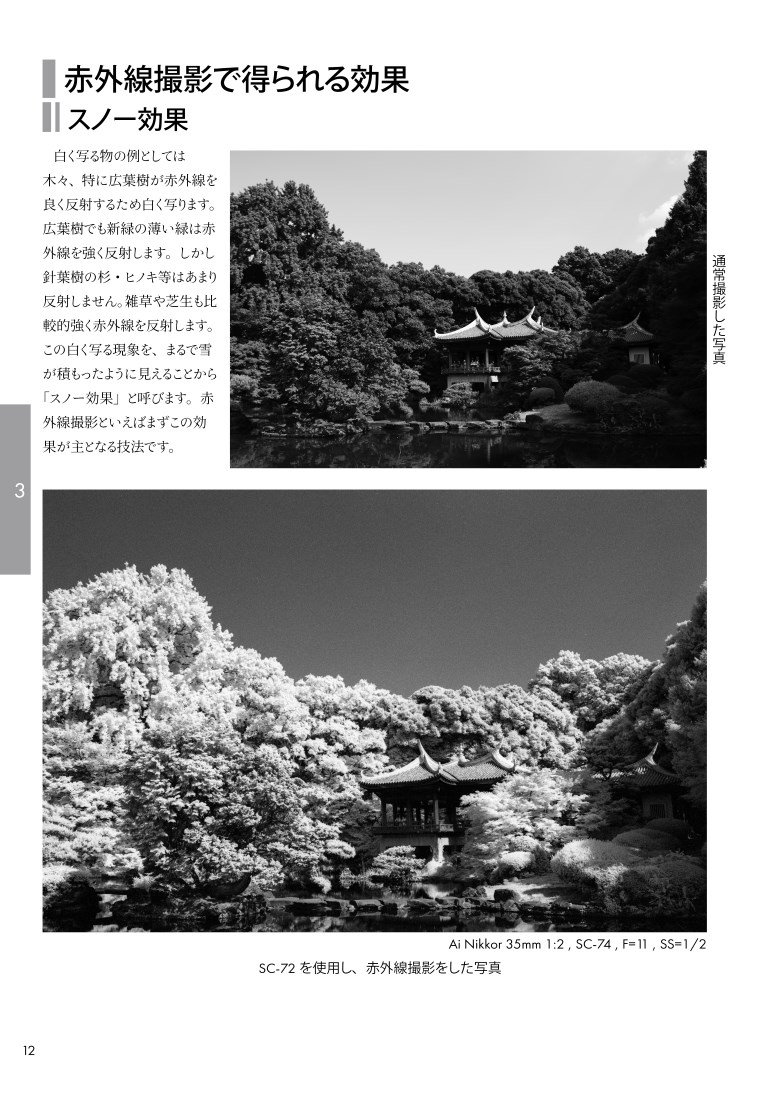 赤外線撮影で得られる効果
スノー効果
白く写る物の例としては
木々、特に広葉樹が赤外線を
良く反射するため白く写ります。
広葉樹でも新緑の薄い緑は赤
外線を強く反射します。しかし
針葉樹の杉・ヒノキ等はあまり
反射しません。雑草や芝生も比
較的強く赤外線を反射します。
この白く写る現象を、まるで雪
が積もったように見えることから
「スノー効果」と呼びます。赤
外線撮影といえばまずこの効
果が主となる技法です。
通常撮影した写真
3
Ai Nikkor 35mm 1:2 , SC-74 , F=11 , SS=1/2
SC-72 を使用し、赤外線撮影をした写真
12